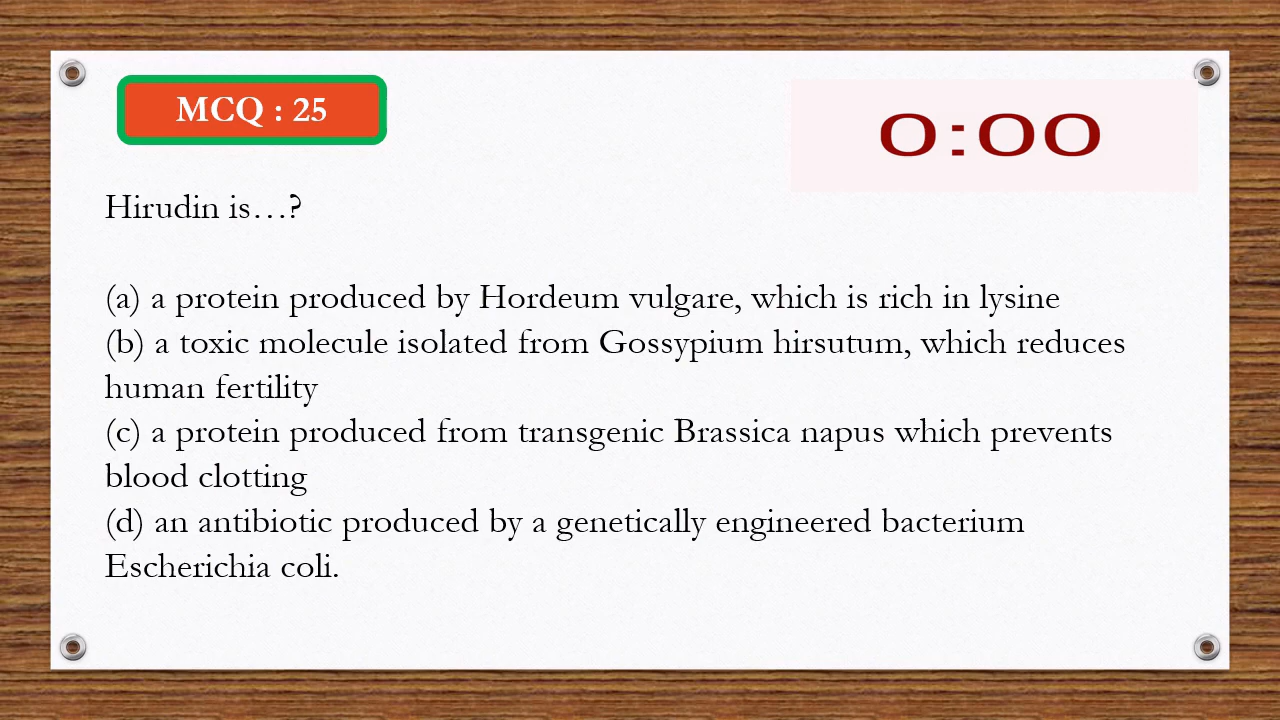 MCQ : 25
0:00
Hirudin is…?
(a) a protein produced by Hordeum vulgare, which is rich in lysine
(b) a toxic molecule isolated from Gossypium hirsutum, which reduces
human fertility
(c) a protein produced from transgenic Brassica napus which prevents
blood clotting
(d) an antibiotic produced by a genetically engineered bacterium
Escherichia coli.